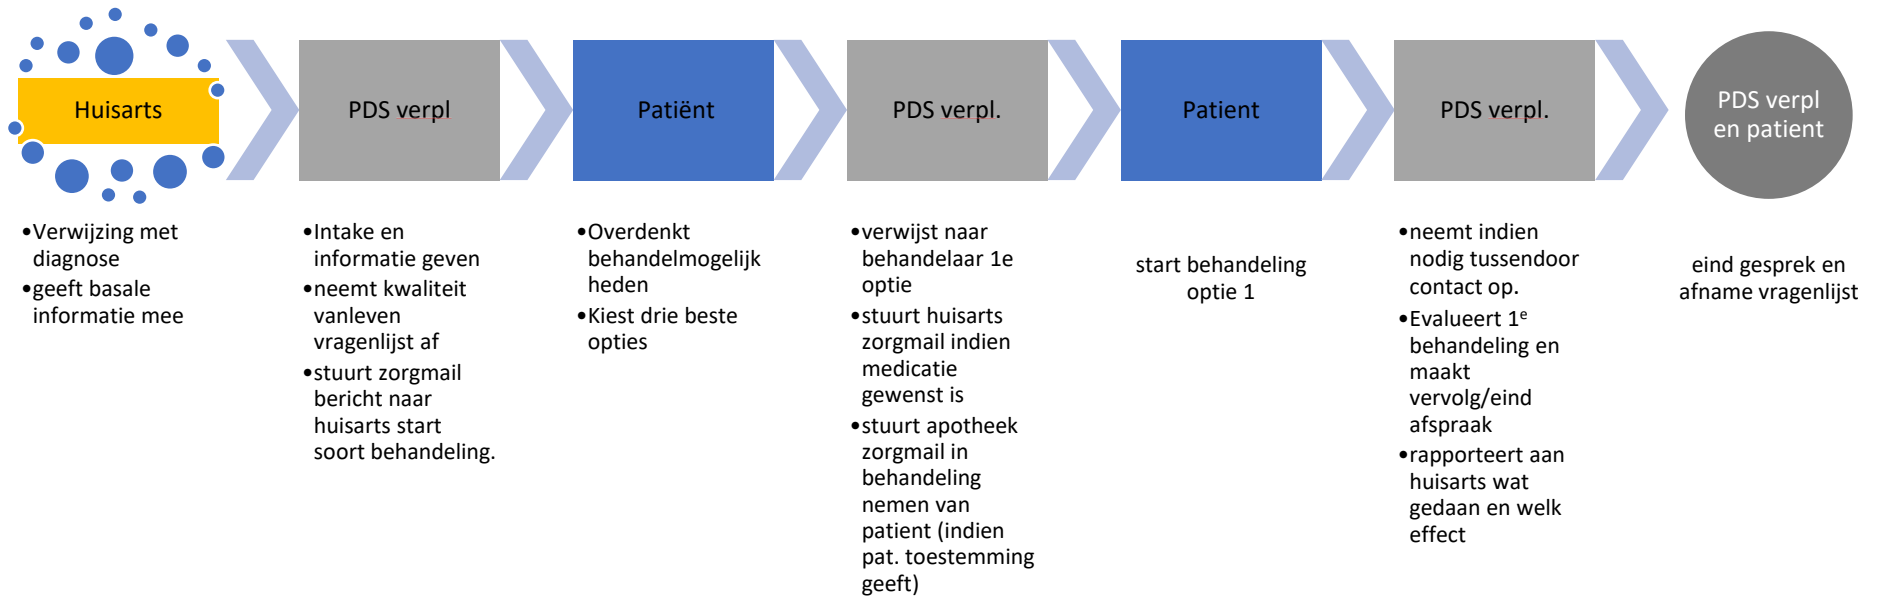 Huisarts
•Verwijzing met
diagnose
•geeft basale
informatie mee
PDS verpl
•Intake en
informatie geven
•neemt kwaliteit
vanleven
vragenlijst af
•stuurt zorgmail
bericht naar
huisarts start
soort behandeling.
Patiënt
•Overdenkt
behandelmogelijk
heden
•Kiest drie beste
opties
PDS verpl.
•verwijst naar
behandelaar 1e
optie
•stuurt huisarts
zorgmail indien
medicatie
gewenst is
•stuurt apotheek
zorgmail in
behandeling
nemen van
patient (indien
pat. toestemming
geeft)
Patient
start behandeling
optie 1
PDS verpl.
•neemt indien
nodig tussendoor
contact op.
•Evalueert 1e
behandeling en
maakt
vervolg/eind
afspraak
•rapporteert aan
huisarts wat
gedaan en welk
effect
PDS verpl
en patient
eind gesprek en
afname vragenlijst